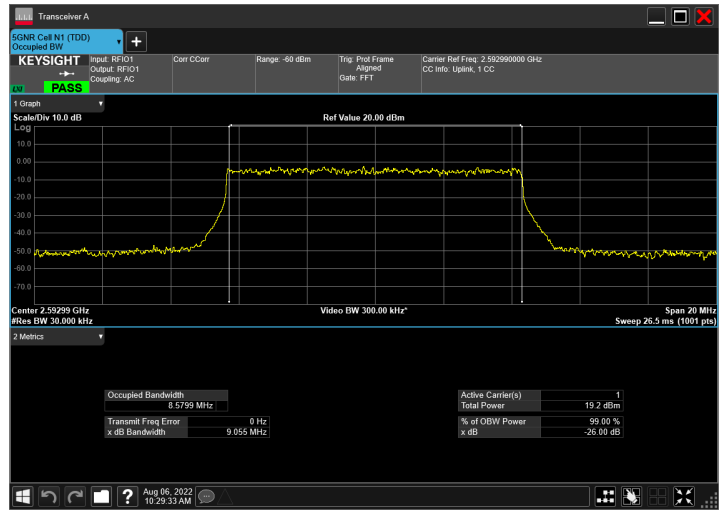 Transceiver A
5GNR Cell N1 (TDD)
Occupied BW
KEYSIGHT
LXI
PASS
Input: RFIO1
Output: RFIO1
Coupling: AC
Corr CCorr
Range: -60 dBm
Trig: Prot Frame
Aligned
Gate: FFT
Carrier Ref Freq: 2.592990000 GHz
CC Info: Uplink, 1 CC
1 Graph
Scale/Div 10.0 dB
Ref Value 20.00 dBm
Log
10.0
0.00
-10.0
-20.0
-30.0
-40.0
-50.0
-60.0
-70.0
Center 2.59299 GHz
Video BW 300.00 kHz*
Span 20 MHz
#Res BW 30.000 kHz
Sweep 26.5 ms (1001 pts)
2 Metrics
Occupied Bandwidth
8.5799 MHz
Transmit Freq Error 0 Hz
x dB Bandwidth 9.055 MHz
Active Carrier(s) 1
Total Power 19.2 dBm
% of OBW Power 99.00 %
x dB -26.00 dB
?
Aug 06, 2022
10:29:33 AM